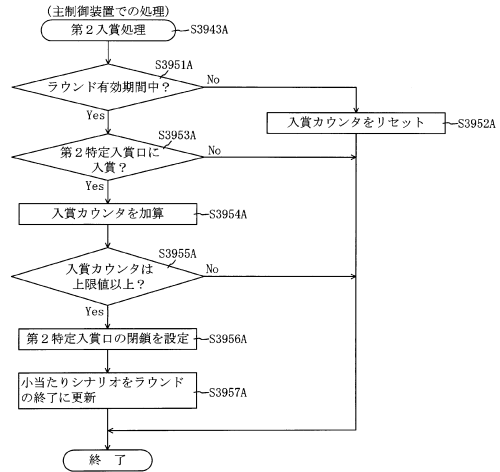 (主制御装置での処理)
第２入賞処理
S3943A
S3951A
ラウンド有効期間中？
No
Yes
入賞カウンタをリセット
S3952A
S3953A
第２特定入賞口に
入賞？
No
Yes
入賞カウンタを加算
S3954A
S3955A
入賞カウンタは
上限値以上？
No
Yes
第２特定入賞口の閉鎖を設定
S3956A
小当たりシナリオをラウンド
の終了に更新
S3957A
終 了